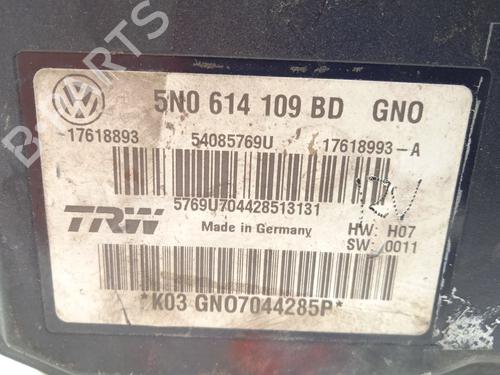 B-PARTS
5N0 614 109 BD GNO
-17618893 54085769U 17618993-A
5769U704428513131
TRW
Made in Germany
HW: H07
SW: 0011
*K03 GNO7044285P*